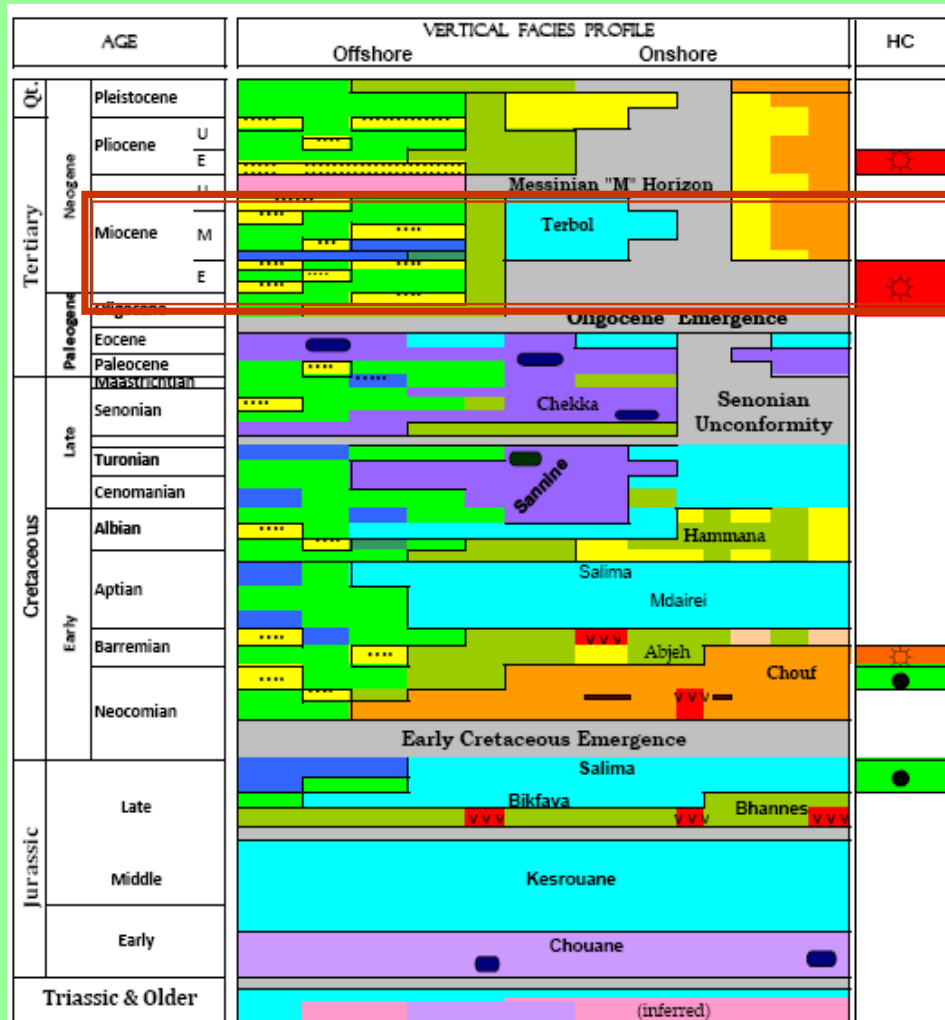 AGE
VERTICAL FACIES PROFILE
Offshore
Onshore
HC
Qt.
Tertiary
Neogene
Paleogene
Pleistocene
Pliocene
U
E
Miocene
U
M
E
Oligocene
Eocene
Paleocene
Cretaceous
Late
Early
Maastrichtian
Senonian
Turonian
Cenomanian
Albian
Aptian
Barremian
Neocomian
Jurassic
Late
Middle
Early
Triassic & Older
Messinian "M" Horizon
Terbol
Oligocene Emergence
Chekka
Senonian
Unconformity
Sannine
Hammana
Salima
Mdairei
v v v
Abjeh
Chouf
v v v
Early Cretaceous Emergence
Salima
Bikfaya
Bhannes
v v v
v v v
v v v
Kesrouane
Chouane
(inferred)